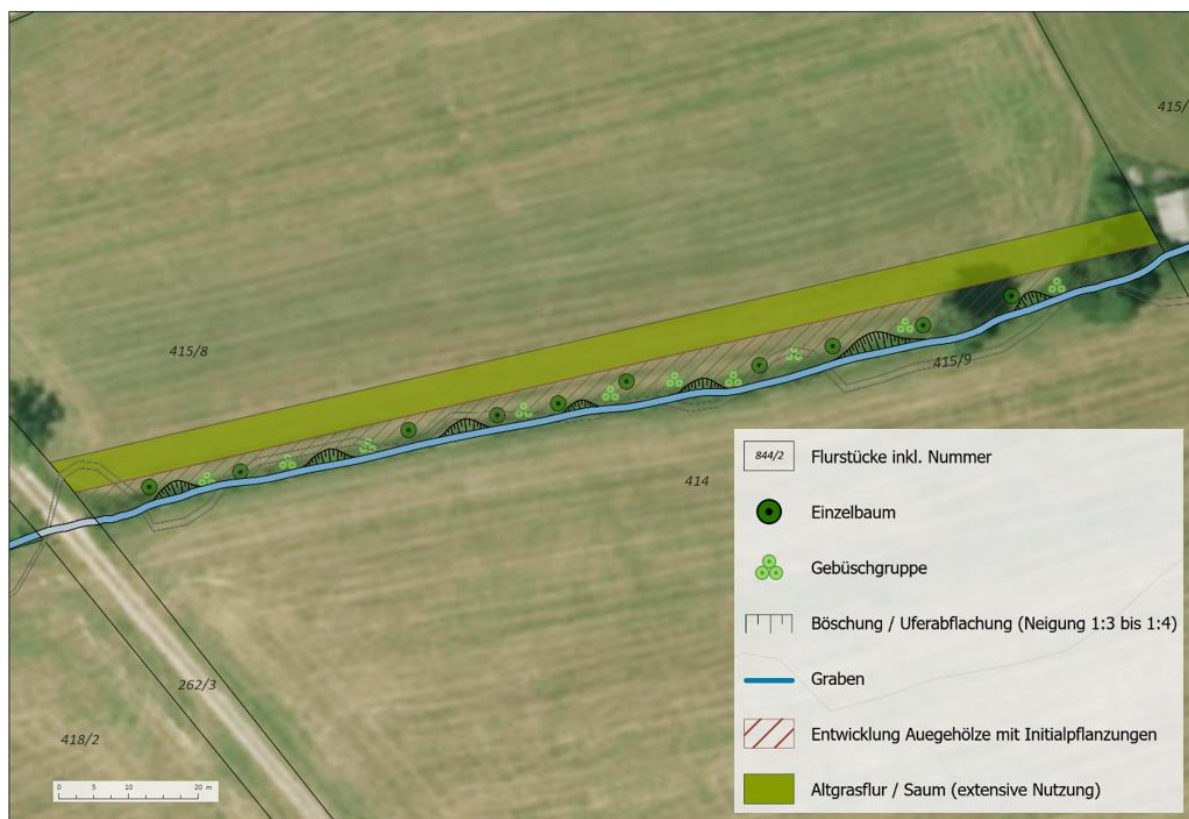 415/
415/8
415/9
414
262/3
418/2
0 5 10 20 m
844/2 Flurstücke inkl. Nummer
Einzelbaum
Gebüschgruppe
Böschung / Uferabflachung (Neigung 1:3 bis 1:4)
Graben
Entwicklung Auegehölze mit Initialpflanzungen
Altgrasflur / Saum (extensive Nutzung)